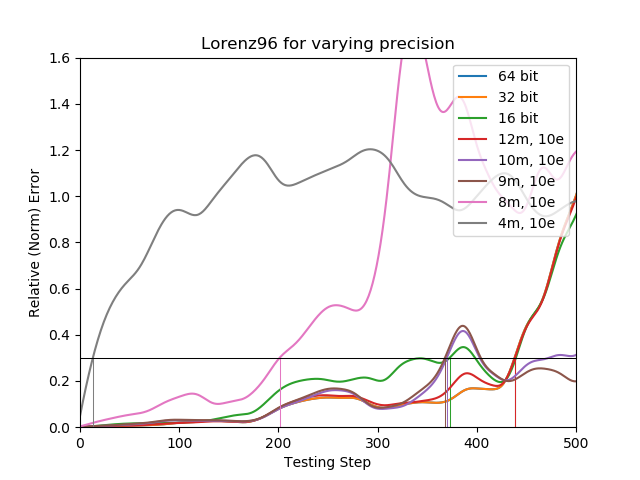 Lorenz96 for varying precision
Relative (Norm) Error
1.6
1.4
1.2
1.0
0.8
0.6
0.4
0.2
0.0
64 bit
32 bit
16 bit
12m, 10e
10m, 10e
9m, 10e
8m, 10e
4m, 10e
0 100 200 300 400 500
Testing Step